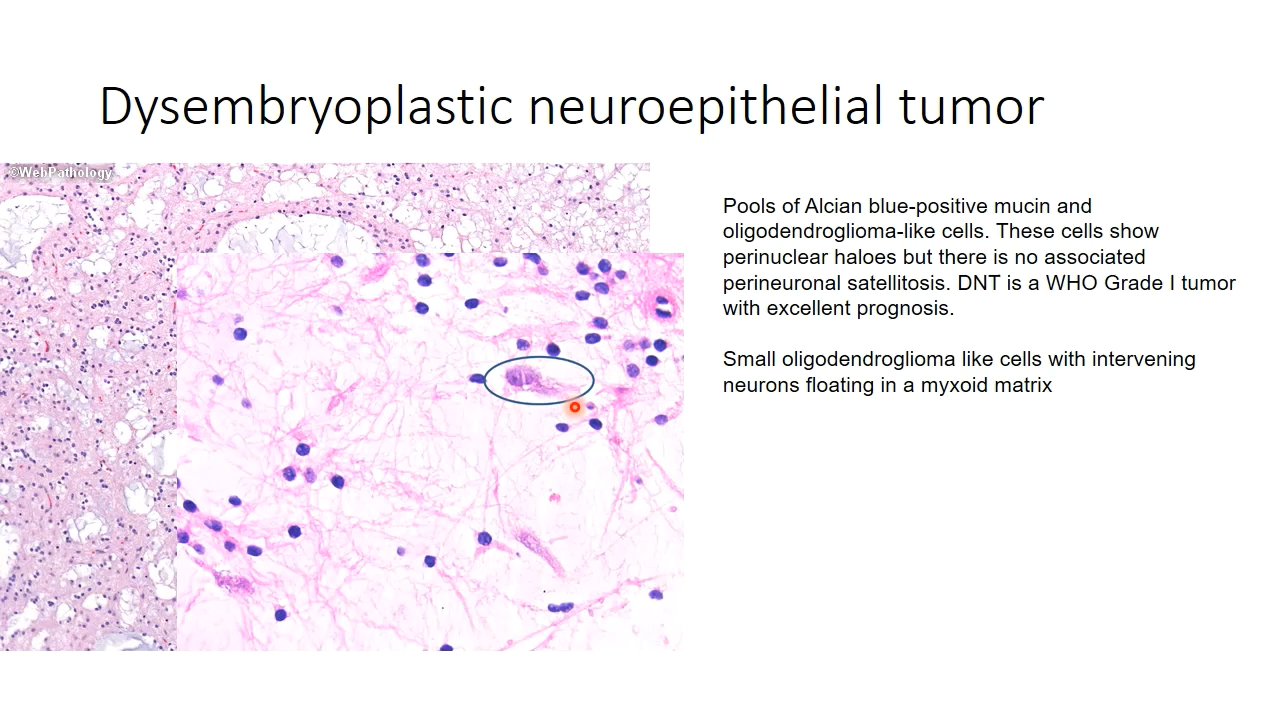 Dysembryoplastic neuroepithelial tumor
©WebPathology
Pools of Alcian blue-positive mucin and
oligodendroglioma-like cells. These cells show
perinuclear haloes but there is no associated
perineuronal satellitosis. DNT is a WHO Grade I tumor
with excellent prognosis.
Small oligodendroglioma like cells with intervening
neurons floating in a myxoid matrix